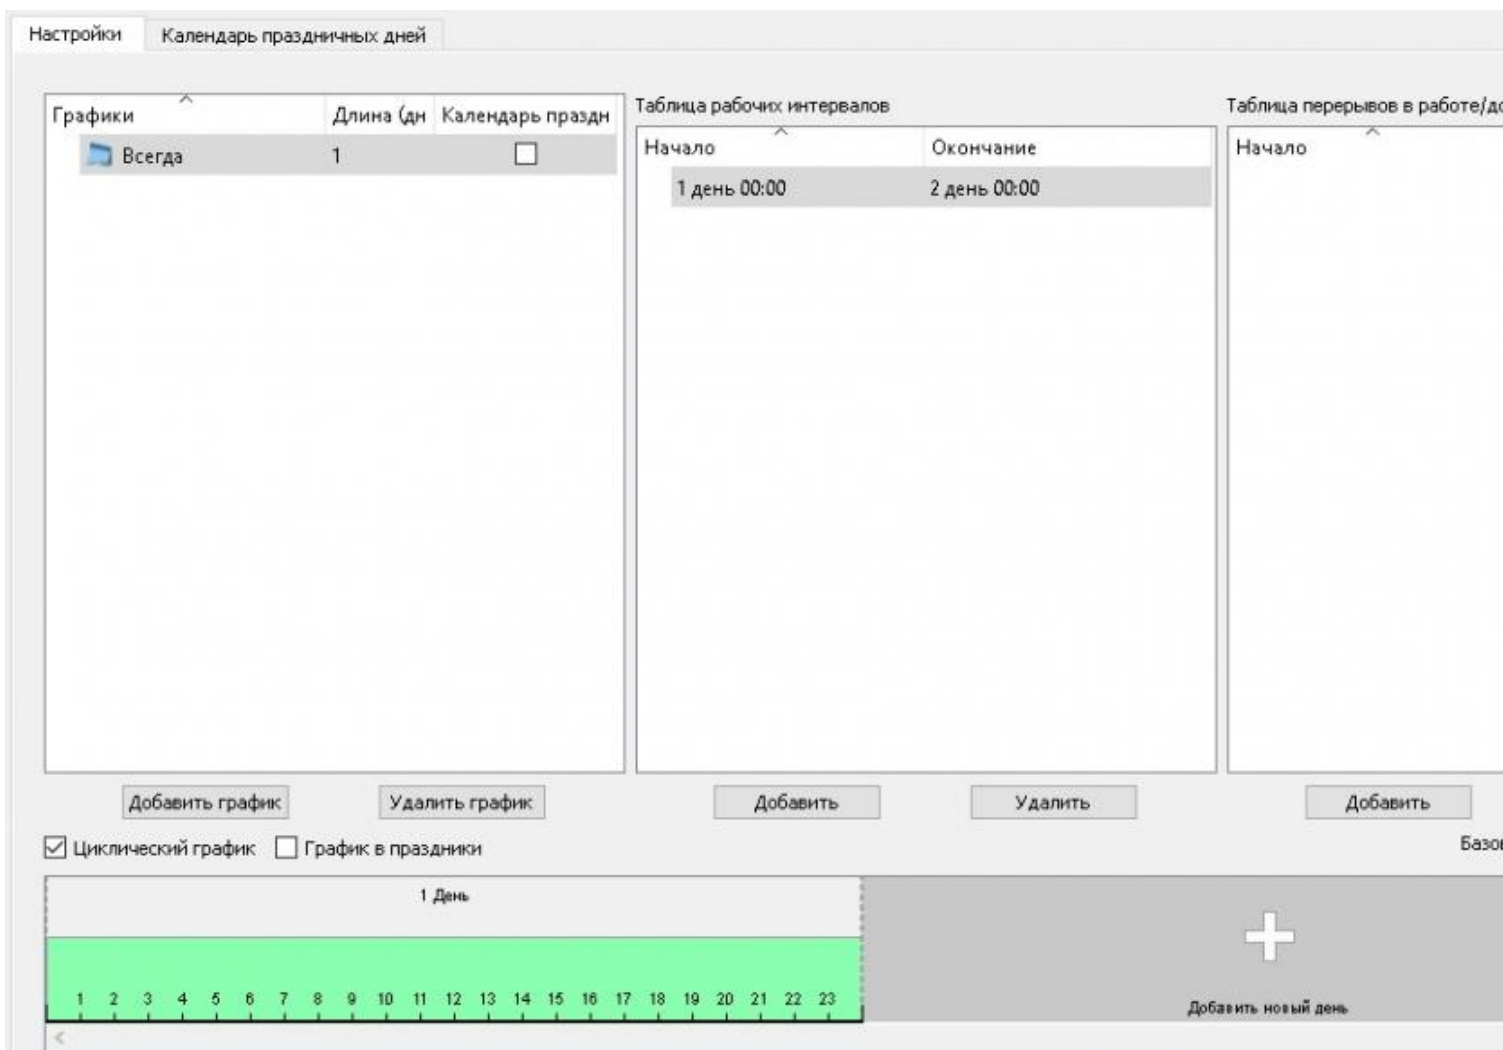 Настройки Календарь праздничных дней
Таблица рабочих интервалов Таблица перерывов в работе/до
Графики Длина (дн Календарь праздн
Начало Окончание Начало
Всегда 1
1 день 00:00 2 день 00:00
Добавить график Удалить график Добавить Удалить Добавить
Циклический график График в праздники Базов
1 День
1 2 3 4 5 6 7 8 9 10 11 12 13 14 15 16 17 18 19 20 21 22 23
Добавить новый день